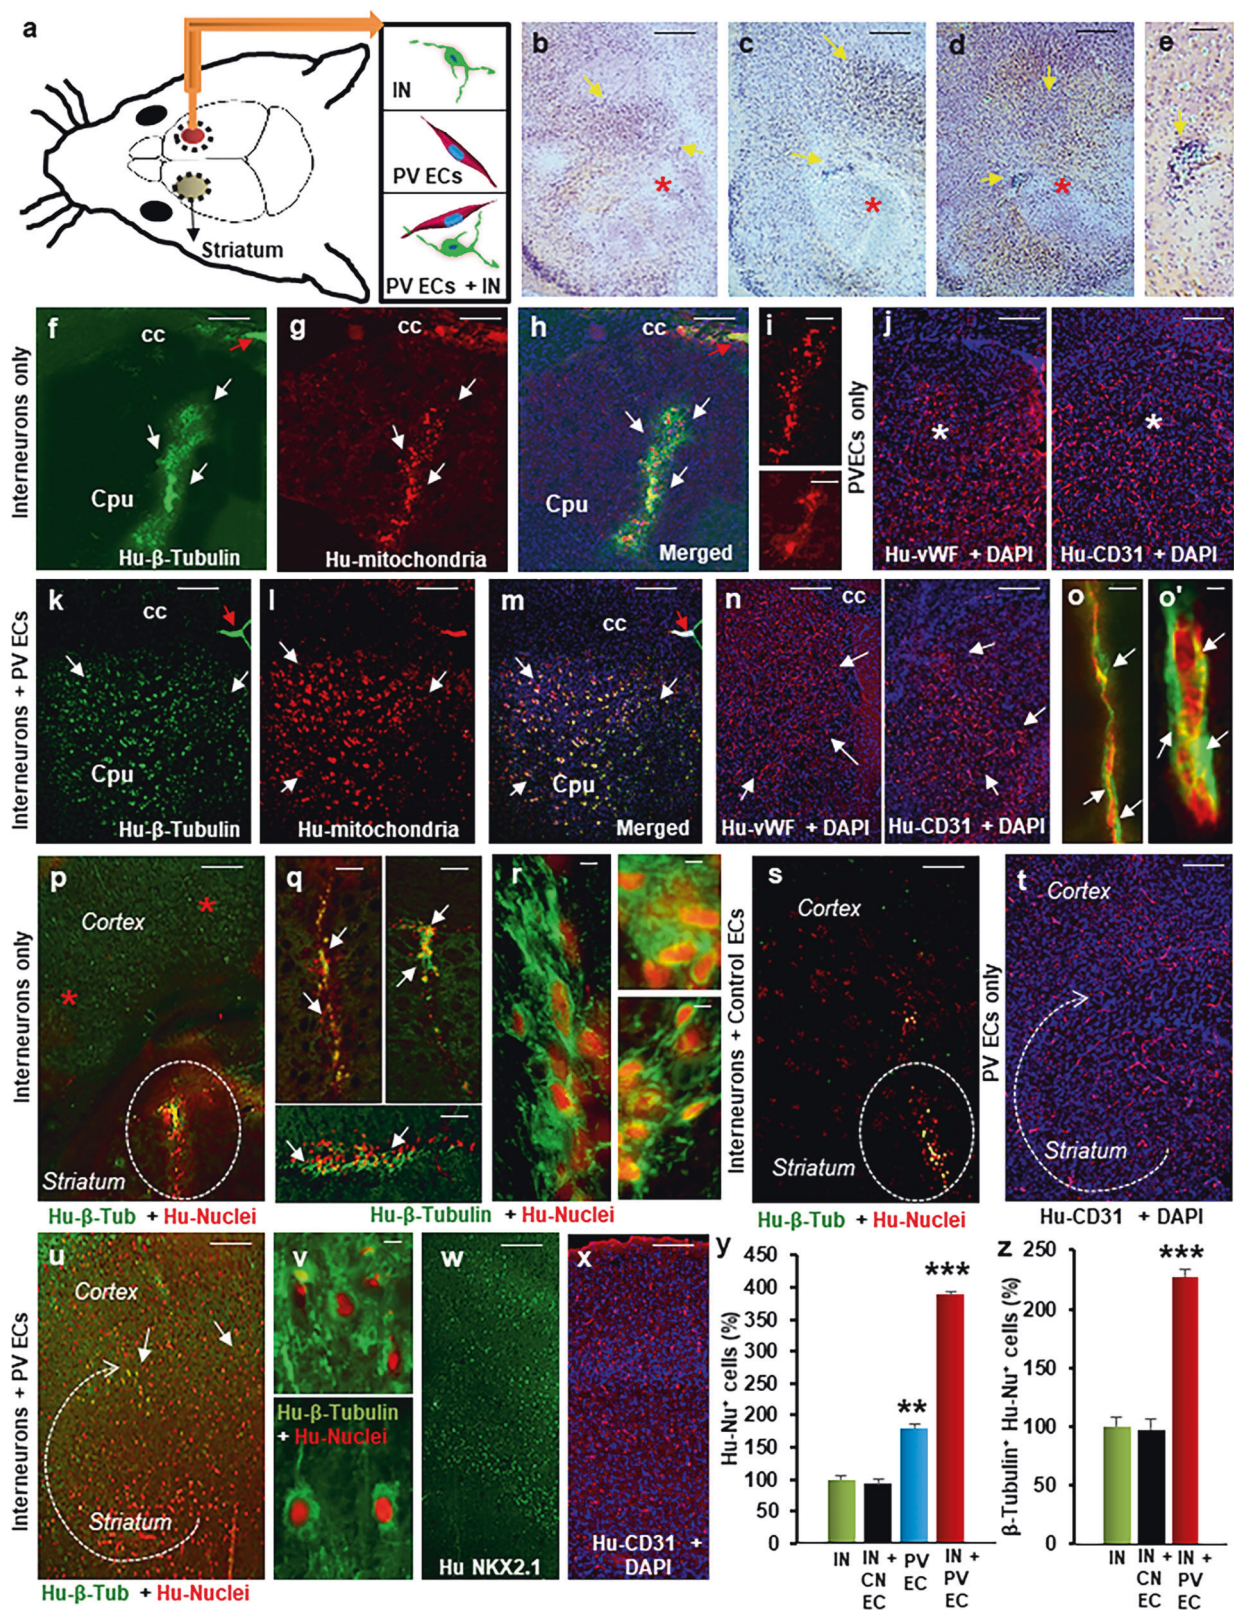 a
IN
PV ECs
PV ECs + IN
Striatum
b
*
c
*
d
*
e
Interneurons only
f
cc
Cpu
Hu-β-Tubulin
g
cc
Hu-mitochondria
h
cc
Cpu
Merged
i
PVECs only
j
*
Hu-vWF + DAPI
*
Hu-CD31 + DAPI
Interneurons + PV ECs
k
cc
Cpu
Hu-β-Tubulin
l
Hu-mitochondria
m
cc
Cpu
Merged
n
cc
Hu-vWF + DAPI
Hu-CD31 + DAPI
o
o'
Interneurons only
p
Cortex
*
*
Striatum
Hu-β-Tub + Hu-Nuclei
q
r
Hu-β-Tubulin + Hu-Nuclei
Interneurons + Control ECs
s
Cortex
Striatum
Hu-β-Tub + Hu-Nuclei
PV ECs only
t
Cortex
Striatum
Hu-CD31 + DAPI
Interneurons + PV ECs
u
Cortex
Striatum
Hu-β-Tub + Hu-Nuclei
v
Hu-β-Tubulin
+ Hu-Nuclei
w
Hu NKX2.1
x
Hu-CD31 +
DAPI
y
Hu-Nu⁺ cells (%)
450
400
350
300
250
200
150
100
50
0
**
***
IN
IN +
CN
EC
PV
EC
IN +
PV
EC
z
β-Tubulin⁺ Hu-Nu⁺ cells (%)
250
200
150
100
50
0
***
IN
IN +
CN
EC
IN +
PV
EC